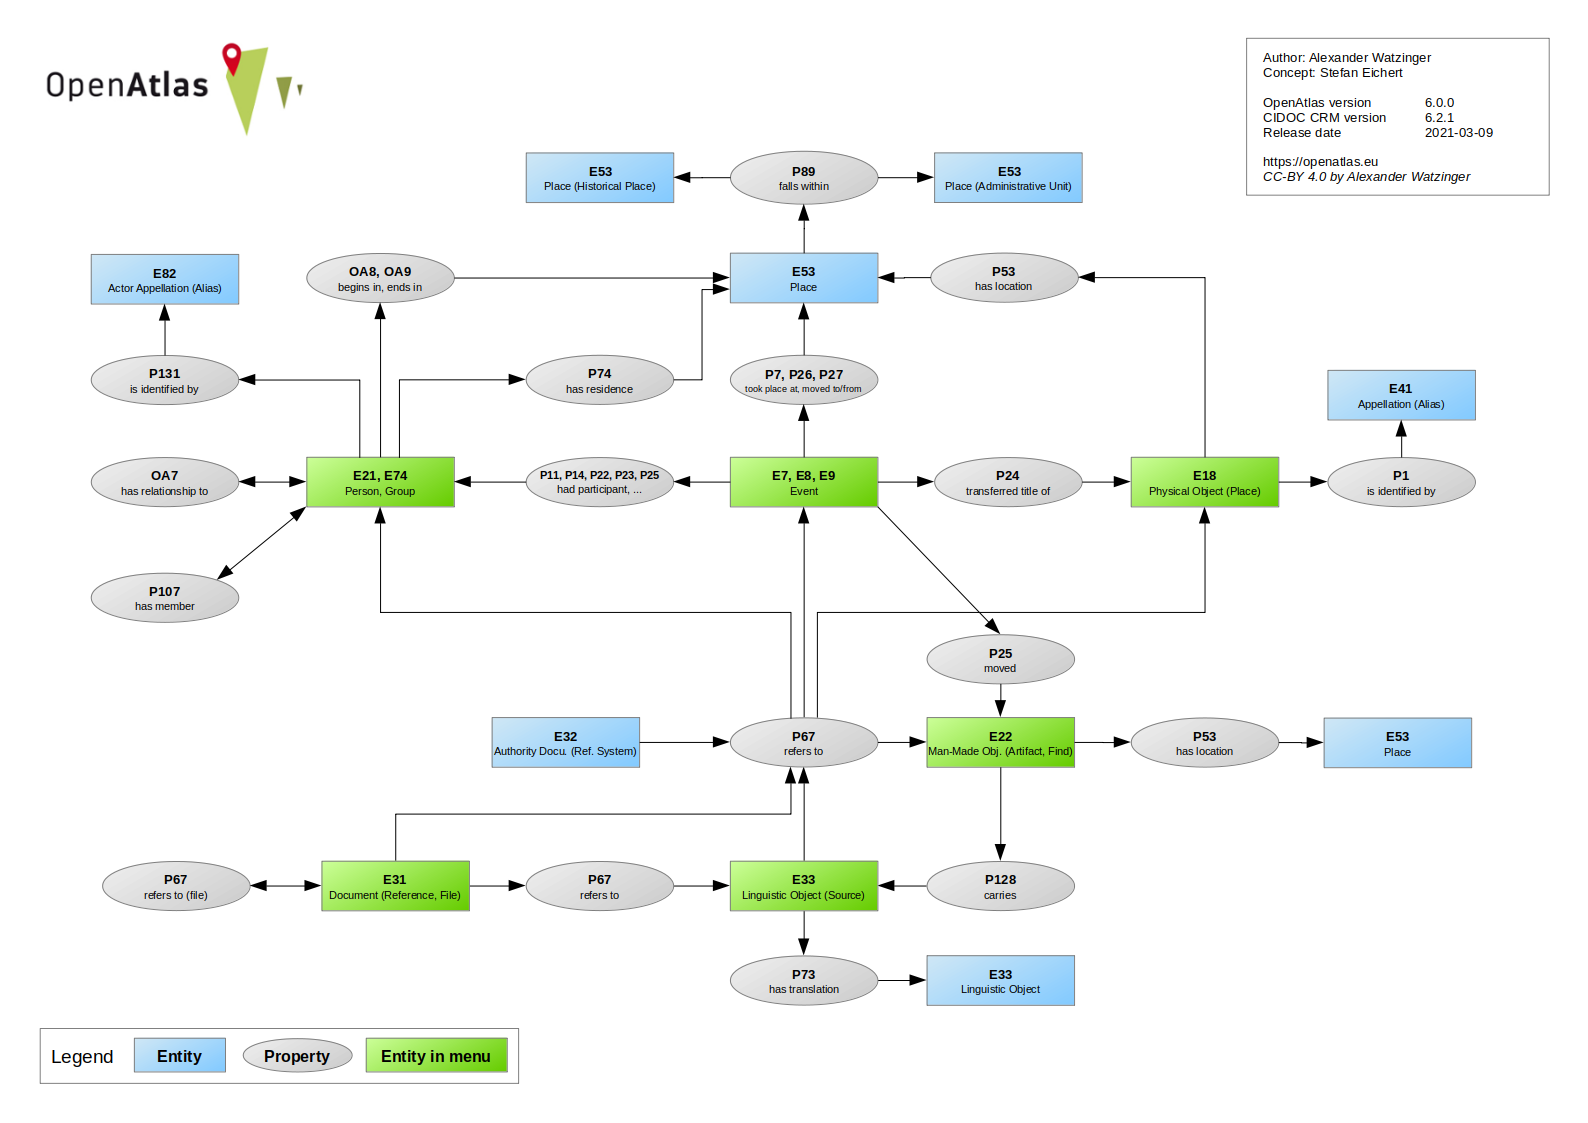 OpenAtlas
Author: Alexander Watzinger
Concept: Stefan Eichert
OpenAtlas version 6.0.0
CIDOC CRM version 6.2.1
Release date 2021-03-09
https://openatlas.eu
CC-BY 4.0 by Alexander Watzinger
E53
Place (Historical Place)
P89
falls within
E53
Place (Administrative Unit)
E82
Actor Appellation (Alias)
OA8, OA9
begins in, ends in
E53
Place
P53
has location
P131
is identified by
P74
has residence
P7, P26, P27
took place at, moved to/from
E41
Appellation (Alias)
OA7
has relationship to
E21, E74
Person, Group
P11, P14, P22, P23, P25
had participant, ...
E7, E8, E9
Event
P24
transferred title of
E18
Physical Object (Place)
P1
is identified by
P107
has member
P25
moved
E32
Authority Docu. (Ref. System)
P67
refers to
E22
Man-Made Obj. (Artifact, Find)
P53
has location
E53
Place
P67
refers to (file)
E31
Document (Reference, File)
P67
refers to
E33
Linguistic Object (Source)
P128
carries
P73
has translation
E33
Linguistic Object
Legend
Entity
Property
Entity in menu